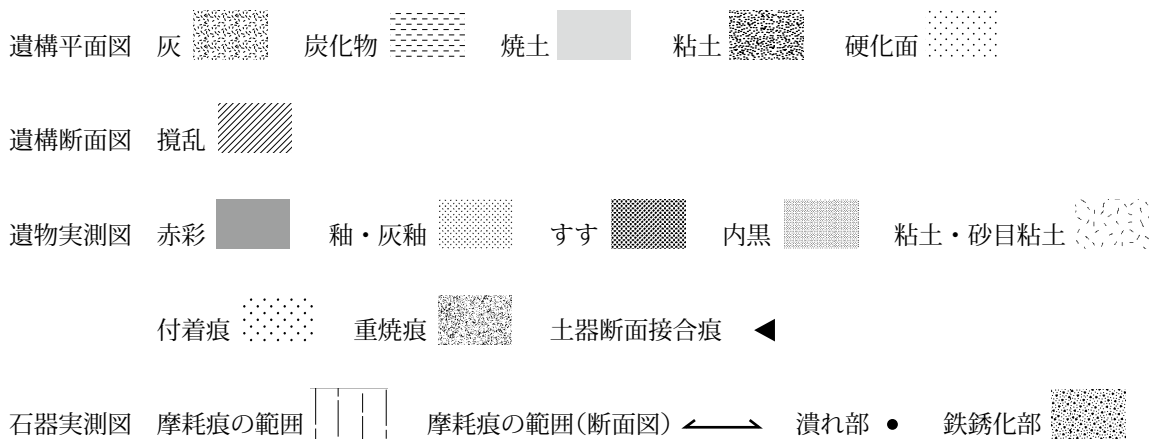 遺構平面図 灰 炭化物 焼土 粘土 硬化面
遺構断面図 撹乱
遺物実測図 赤彩 釉・灰釉 すす 内黒 粘土・砂目粘土
付着痕 重焼痕 土器断面接合痕
石器実測図 摩耗痕の範囲 摩耗痕の範囲(断面図) 潰れ部 鉄錆化部